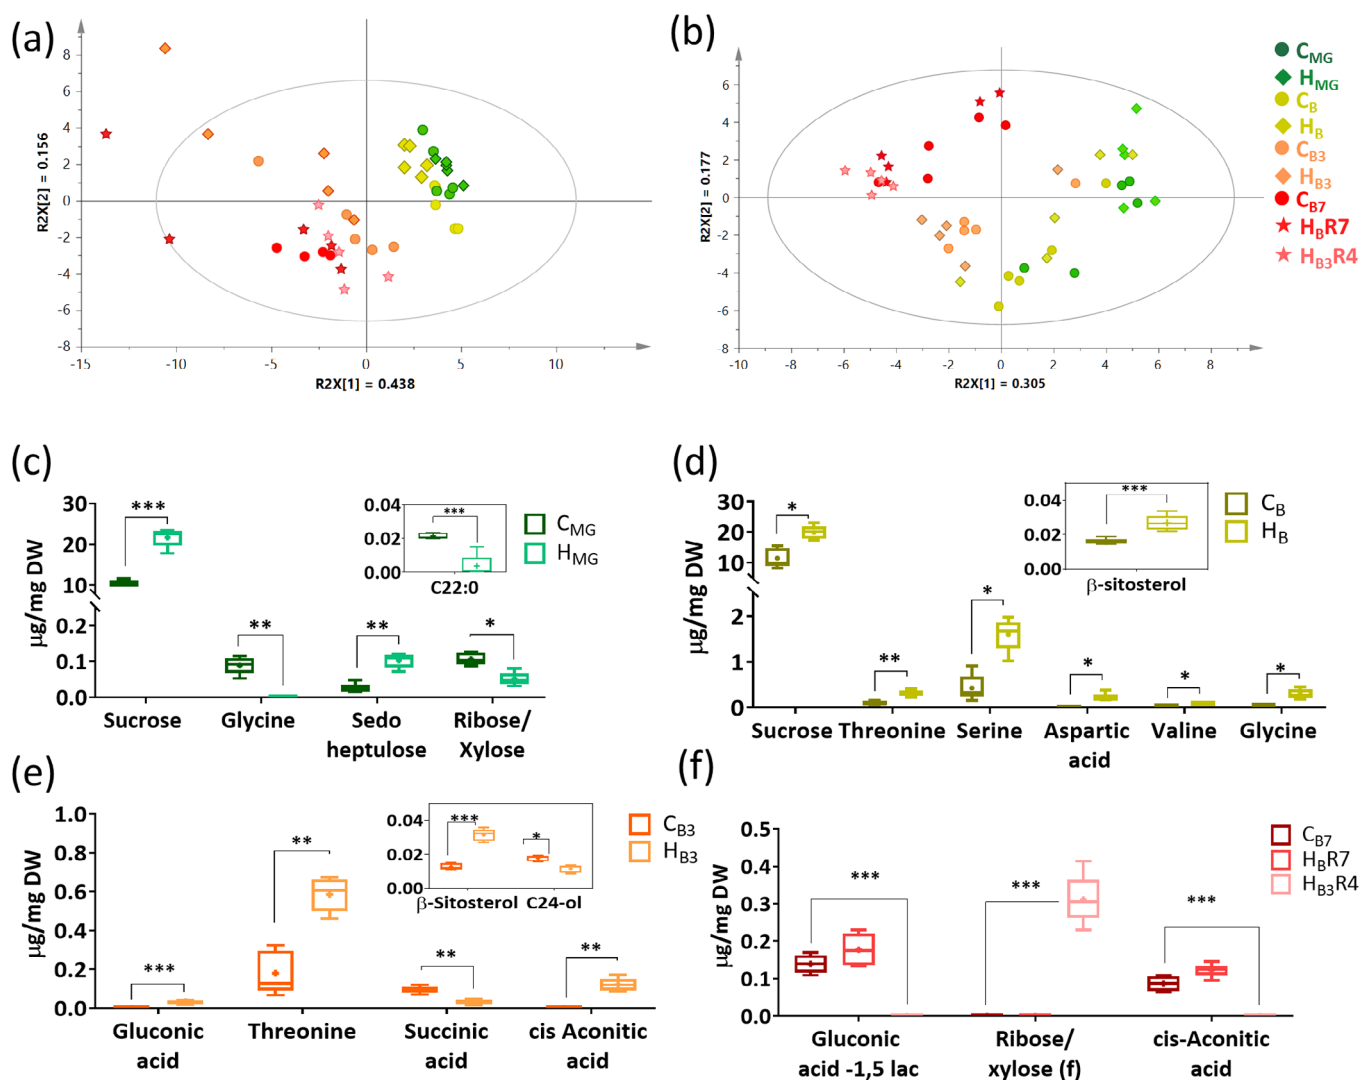 (a)
8
6
4
2
0
-2
-4
-6
-8
-15
-10
-5
0
5
10
R2X[2] = 0.156
R2X[1] = 0.438
(b)
8
6
4
2
0
-2
-4
-6
-8
-10
-8
-6
-4
-2
0
2
4
6
8
R2X[2] = 0.177
R2X[1] = 0.305
CMG
HMG
CB
HB
CB3
HB3
CB7
HBR7
HB3R4
(c)
µg/mg DW
30
20
10
0.2
0.1
0.0
***
**
**
*
Sucrose
Glycine
Sedo
heptulose
Ribose/
Xylose
0.04
0.02
0.00
***
C22:0
CMG
HMG
(d)
µg/mg DW
30
20
10
2
1
0
*
**
*
*
*
*
Sucrose
Threonine
Serine
Aspartic
acid
Valine
Glycine
0.04
0.02
0.00
***
β-sitosterol
CB
HB
(e)
µg/mg DW
1.0
0.8
0.6
0.4
0.2
0.0
***
**
**
**
Gluconic
acid
Threonine
Succinic
acid
cis Aconitic
acid
0.04
0.02
0.00
***
*
β-Sitosterol
C24-ol
CB3
HB3
(f)
µg/mg DW
0.5
0.4
0.3
0.2
0.1
0.0
***
***
***
Gluconic
acid -1,5 lac
Ribose/
xylose (f)
cis-Aconitic
acid
CB7
HBR7
HB3R4